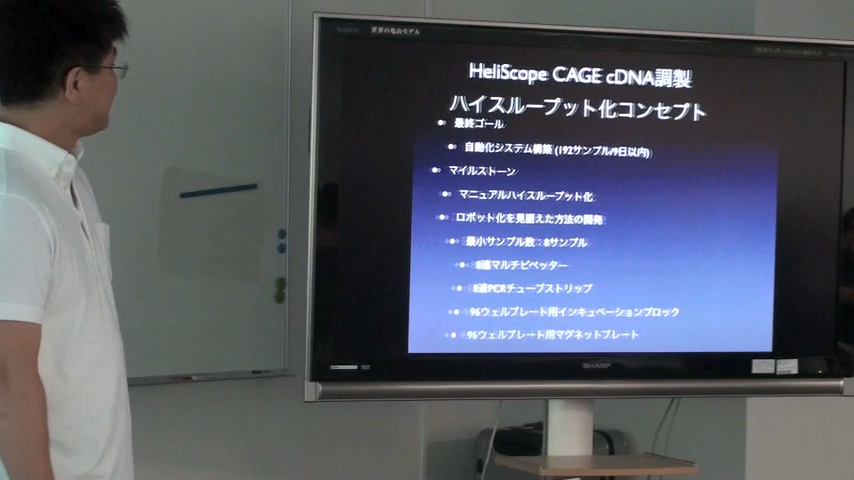 世界の亀山モデル
HeliScope CAGE cDNA調製
ハイスループット化コンセプト
最終ゴール
自動化システム構築 (192サンプル/9日以内)
マイルストーン
マニュアルハイスループット化
ロボット化を見据えた方法の開発
最小サンプル数：8サンプル
8連マルチピペッター
8連PCRチューブストリップ
96ウェルプレート用インキュベーションブロック
96ウェルプレート用マグネットプレート
SHARP